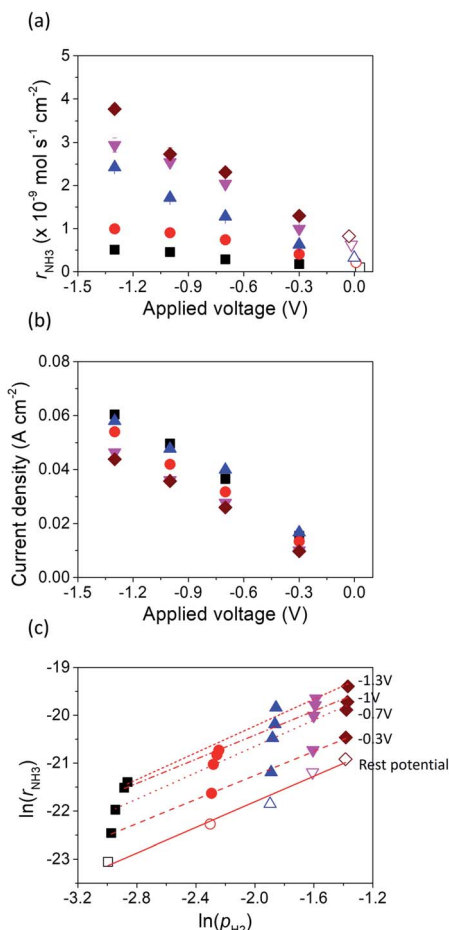 (a)
5
4
3
2
1
0
-1.5 -1.2 -0.9 -0.6 -0.3 0.0
r_NH3 (x 10^-9 mol s^-1 cm^-2)
Applied voltage (V)
(b)
0.08
0.06
0.04
0.02
0.00
-1.5 -1.2 -0.9 -0.6 -0.3 0.0
Current density (A cm^-2)
Applied voltage (V)
(c)
-19
-20
-21
-22
-23
-3.2 -2.8 -2.4 -2.0 -1.6 -1.2
ln(r_NH3)
ln(p_H2)
-1.3V
-1V
-0.7V
-0.3V
Rest potential